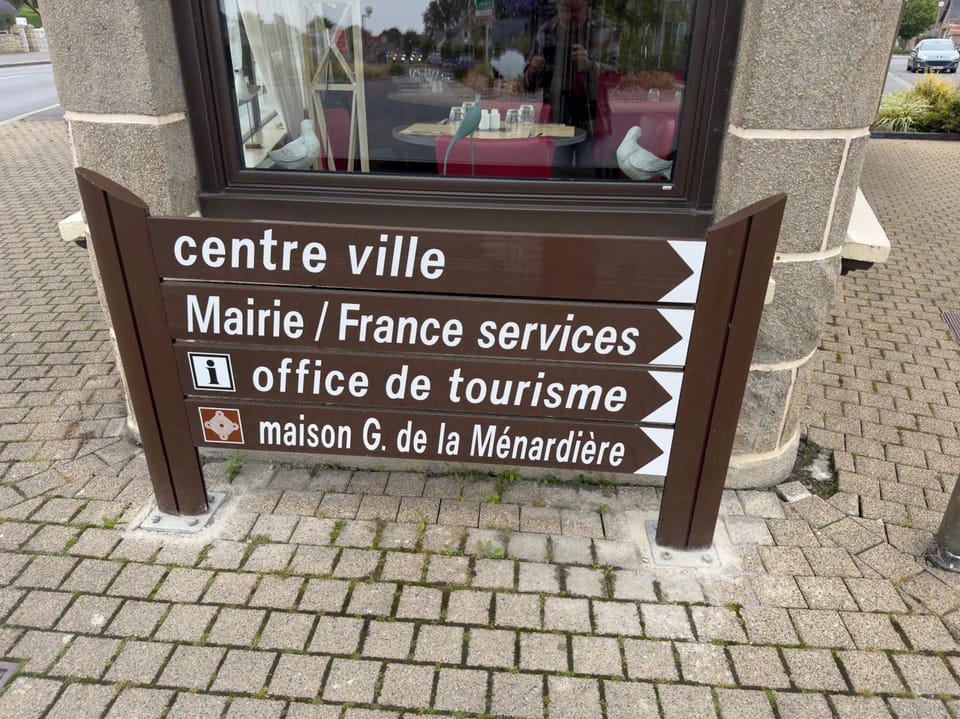 centre ville
Mairie / France services
i office de tourisme
maison G. de la Ménardière